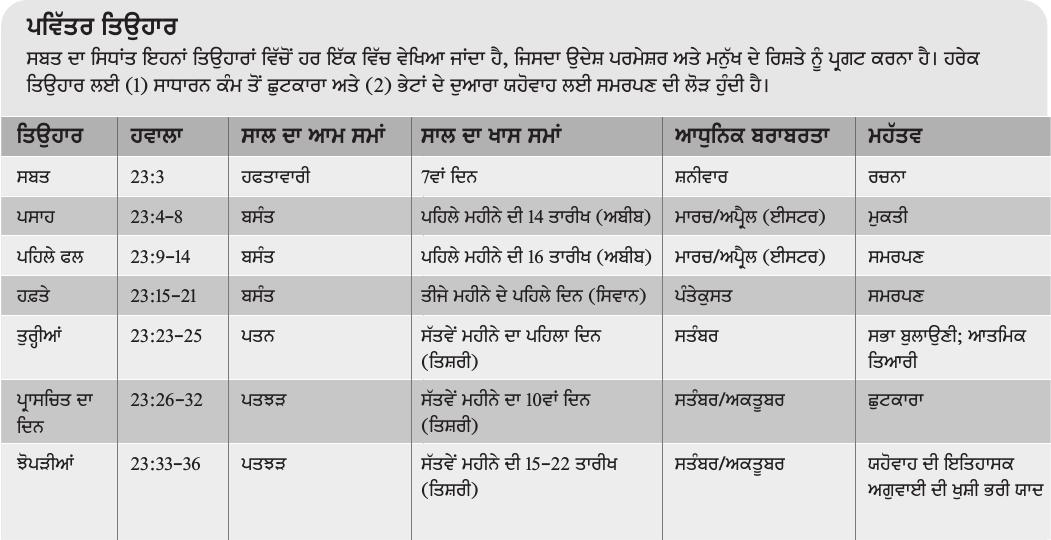 ਪਵਿੱਤਰ ਤਿਉਹਾਰ
ਸਬਤ ਦਾ ਸਿਧਾਂਤ ਇਹਨਾਂ ਤਿਉਹਾਰਾਂ ਵਿੱਚੋਂ ਹਰ ਇੱਕ ਵਿੱਚ ਵੇਖਿਆ ਜਾਂਦਾ ਹੈ, ਜਿਸਦਾ ਉਦੇਸ਼ ਪਰਮੇਸ਼ਰ ਅਤੇ ਮਨੁੱਖ ਦੇ ਰਿਸ਼ਤੇ ਨੂੰ ਪ੍ਰਗਟ ਕਰਨਾ ਹੈ। ਹਰੇਕ
ਤਿਉਹਾਰ ਲਈ (1) ਸਾਧਾਰਨ ਕੰਮ ਤੋਂ ਛੁਟਕਾਰਾ ਅਤੇ (2) ਭੇਟਾਂ ਦੇ ਦੁਆਰਾ ਯਹੋਵਾਹ ਲਈ ਸਮਰਪਣ ਦੀ ਲੋੜ ਹੁੰਦੀ ਹੈ।
ਤਿਉਹਾਰ ਹਵਾਲਾ ਸਾਲ ਦਾ ਆਮ ਸਮਾਂ ਸਾਲ ਦਾ ਖਾਸ ਸਮਾਂ ਆਧੁਨਿਕ ਬਰਾਬਰਤਾ ਮਹੱਤਵ
ਸਬਤ 23:3 ਹਫਤਾਵਾਰੀ 7ਵਾਂ ਦਿਨ ਸ਼ਨੀਵਾਰ ਰਚਨਾ
ਪਸਾਹ 23:4–8 ਬਸੰਤ ਪਹਿਲੇ ਮਹੀਨੇ ਦੀ 14 ਤਾਰੀਖ (ਅਬੀਬ) ਮਾਰਚ/ਅਪ੍ਰੈਲ (ਈਸਟਰ) ਮੁਕਤੀ
ਪਹਿਲੇ ਫਲ 23:9–14 ਬਸੰਤ ਪਹਿਲੇ ਮਹੀਨੇ ਦੀ 16 ਤਾਰੀਖ (ਅਬੀਬ) ਮਾਰਚ/ਅਪ੍ਰੈਲ (ਈਸਟਰ) ਸਮਰਪਣ
ਹਫ਼ਤੇ 23:15–21 ਬਸੰਤ ਤੀਜੇ ਮਹੀਨੇ ਦੇ ਪਹਿਲੇ ਦਿਨ (ਸਿਵਾਨ) ਪੰਤੇਕੁਸਤ ਸਮਰਪਣ
ਤੁਰ੍ਹੀਆਂ 23:23–25 ਪਤਨ ਸੱਤਵੇਂ ਮਹੀਨੇ ਦਾ ਪਹਿਲਾ ਦਿਨ ਸਤੰਬਰ ਸਭਾ ਬੁਲਾਉਣੀ; ਆਤਮਿਕ
(ਤਿਸ਼ਰੀ) ਤਿਆਰੀ
ਪ੍ਰਾਸਚਿਤ ਦਾ 23:26–32 ਪਤਝੜ ਸੱਤਵੇਂ ਮਹੀਨੇ ਦਾ 10ਵਾਂ ਦਿਨ ਸਤੰਬਰ/ਅਕਤੂਬਰ ਛੁਟਕਾਰਾ
ਦਿਨ (ਤਿਸ਼ਰੀ)
ਝੋਪੜੀਆਂ 23:33–36 ਪਤਝੜ ਸੱਤਵੇਂ ਮਹੀਨੇ ਦੀ 15–22 ਤਾਰੀਖ ਸਤੰਬਰ/ਅਕਤੂਬਰ ਯਹੋਵਾਹ ਦੀ ਇਤਿਹਾਸਕ
(ਤਿਸ਼ਰੀ) ਅਗੁਵਾਈ ਦੀ ਖੁਸ਼ੀ ਭਰੀ ਯਾਦ